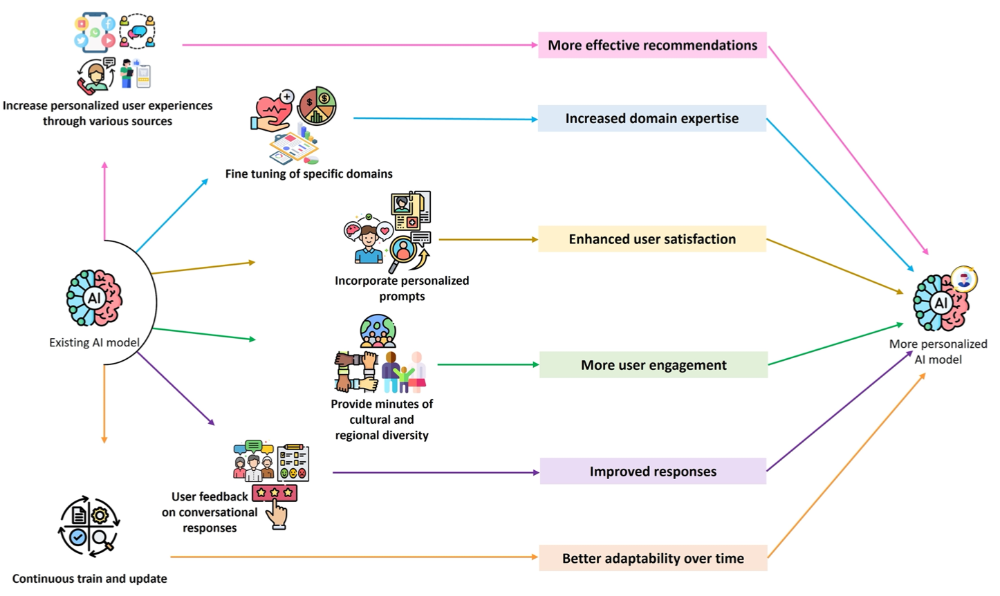 Increase personalized user experiences
through various sources
More effective recommendations
Fine tuning of specific domains
Increased domain expertise
Incorporate personalized
prompts
Enhanced user satisfaction
AI
Existing AI model
Provide minutes of
cultural and
regional diversity
More user engagement
AI
More personalized
AI model
User feedback
on conversational
responses
Improved responses
Continuous train and update
Better adaptability over time